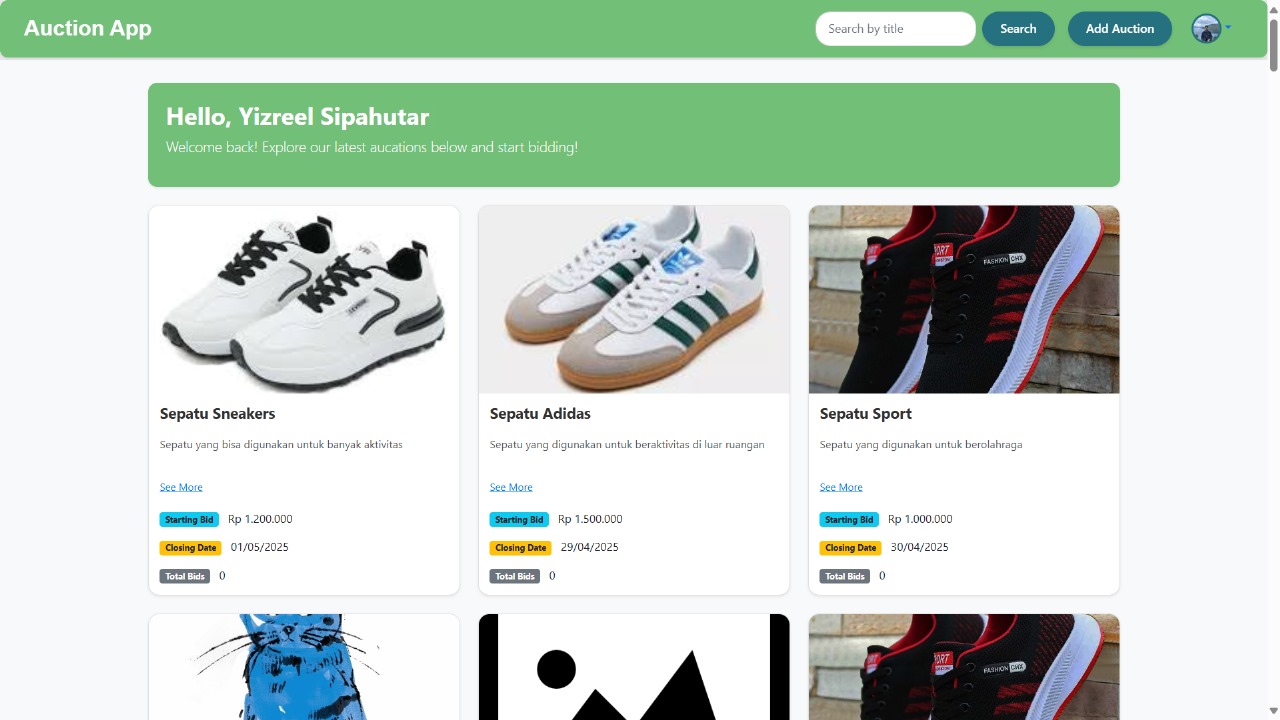 Auction App
Search by title
Search
Add Auction
Hello, Yizreel Sipahutar
Welcome back! Explore our latest aucations below and start bidding!
LVR
FASHION CHX
Sepatu Sneakers
Sepatu yang bisa digunakan untuk banyak aktivitas
See More
Starting Bid Rp 1.200.000
Closing Date 01/05/2025
Total Bids 0
Sepatu Adidas
Sepatu yang digunakan untuk beraktivitas di luar ruangan
See More
Starting Bid Rp 1.500.000
Closing Date 29/04/2025
Total Bids 0
Sepatu Sport
Sepatu yang digunakan untuk berolahraga
See More
Starting Bid Rp 1.000.000
Closing Date 30/04/2025
Total Bids 0
FASHION CHX